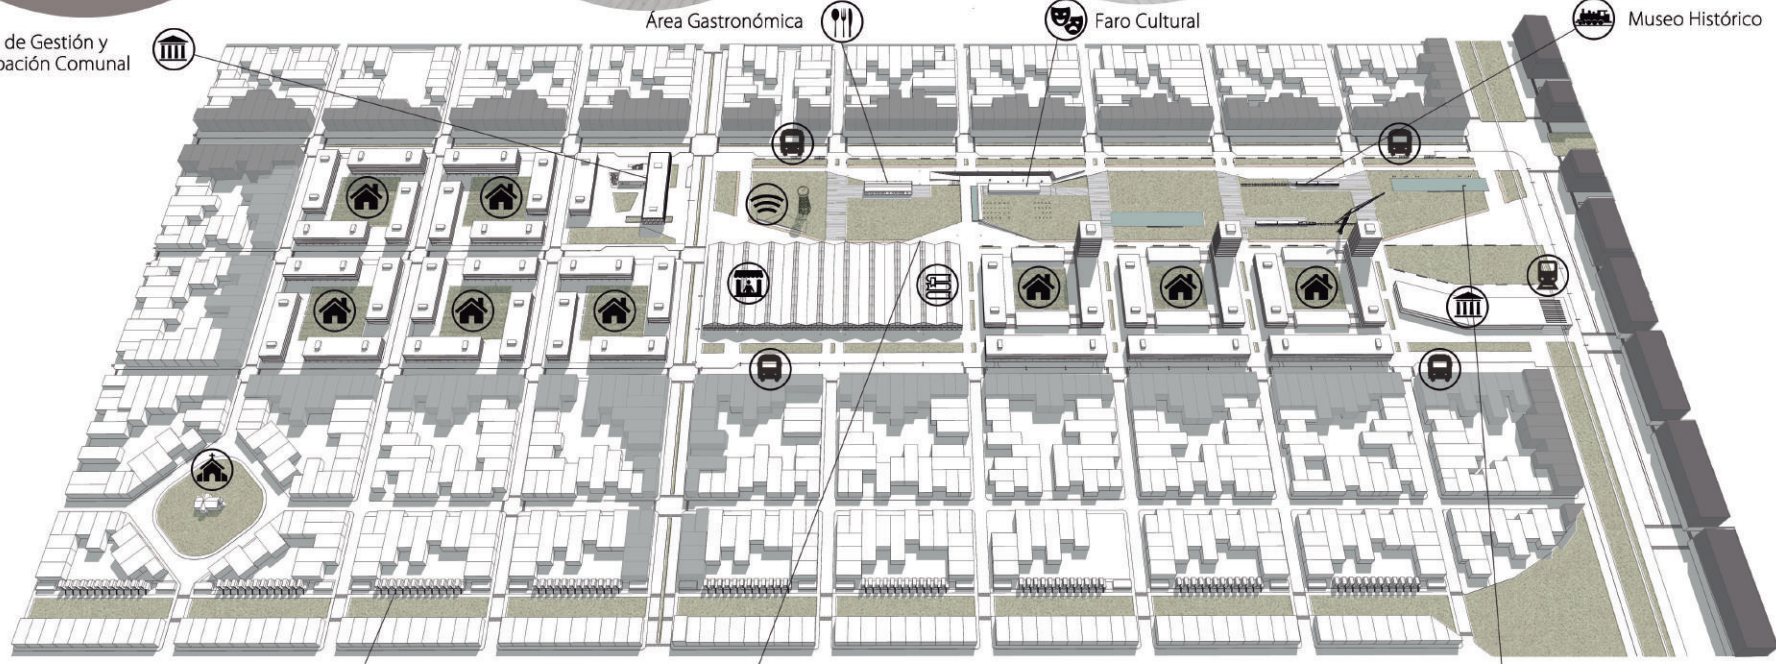 Área Gastronómica
Faro Cultural
Museo Histórico
de Gestión y
pación Comunal